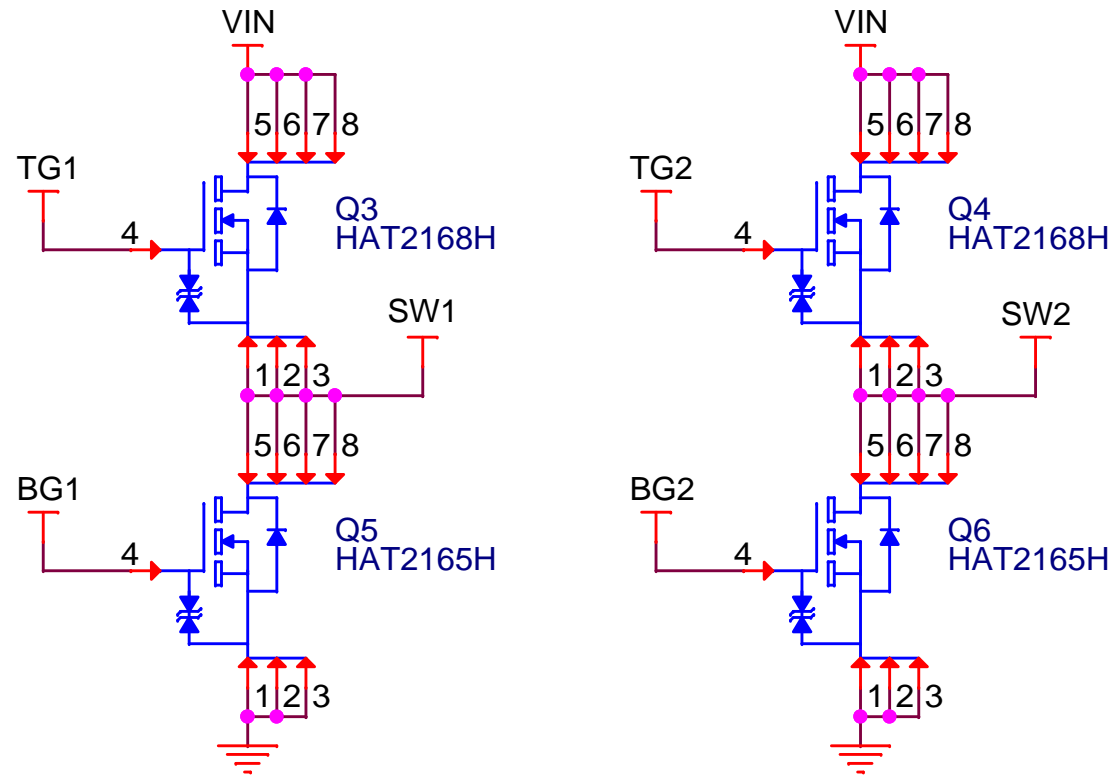 VIN
VIN
5 6 7 8
5 6 7 8
TG1
TG2
4
Q3
HAT2168H
4
Q4
HAT2168H
SW1
SW2
1 2 3
1 2 3
5 6 7 8
5 6 7 8
BG1
BG2
4
Q5
HAT2165H
4
Q6
HAT2165H
1 2 3
1 2 3